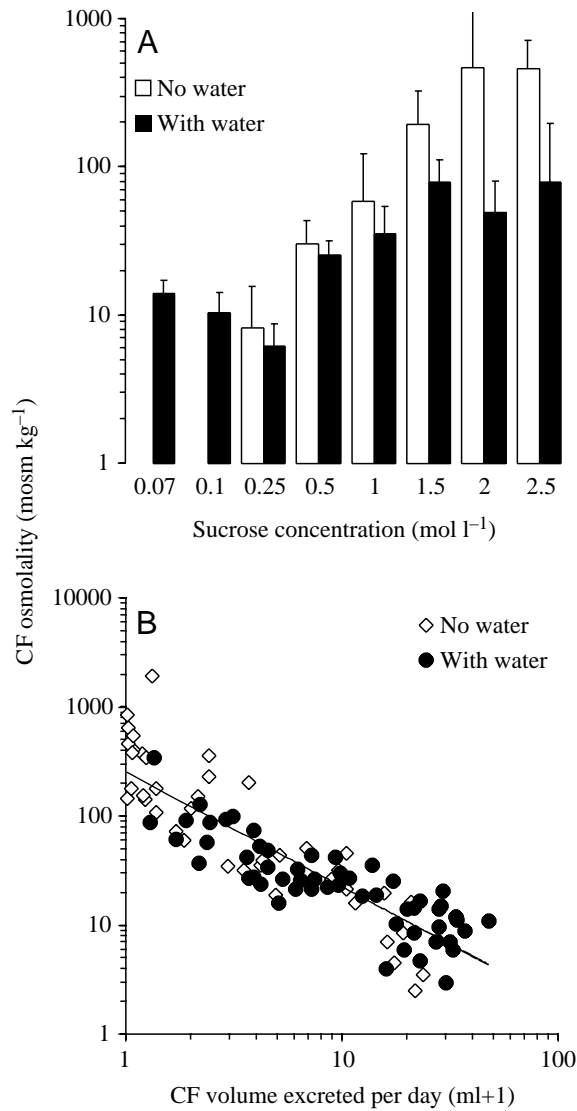 A
1000
100
10
1
No water
With water
0.07 0.1 0.25 0.5 1 1.5 2 2.5
Sucrose concentration (mol l⁻¹)
CF osmolality (mosm kg⁻¹)
B
10000
1000
100
10
1
No water
With water
1 10 100
CF volume excreted per day (ml+1)